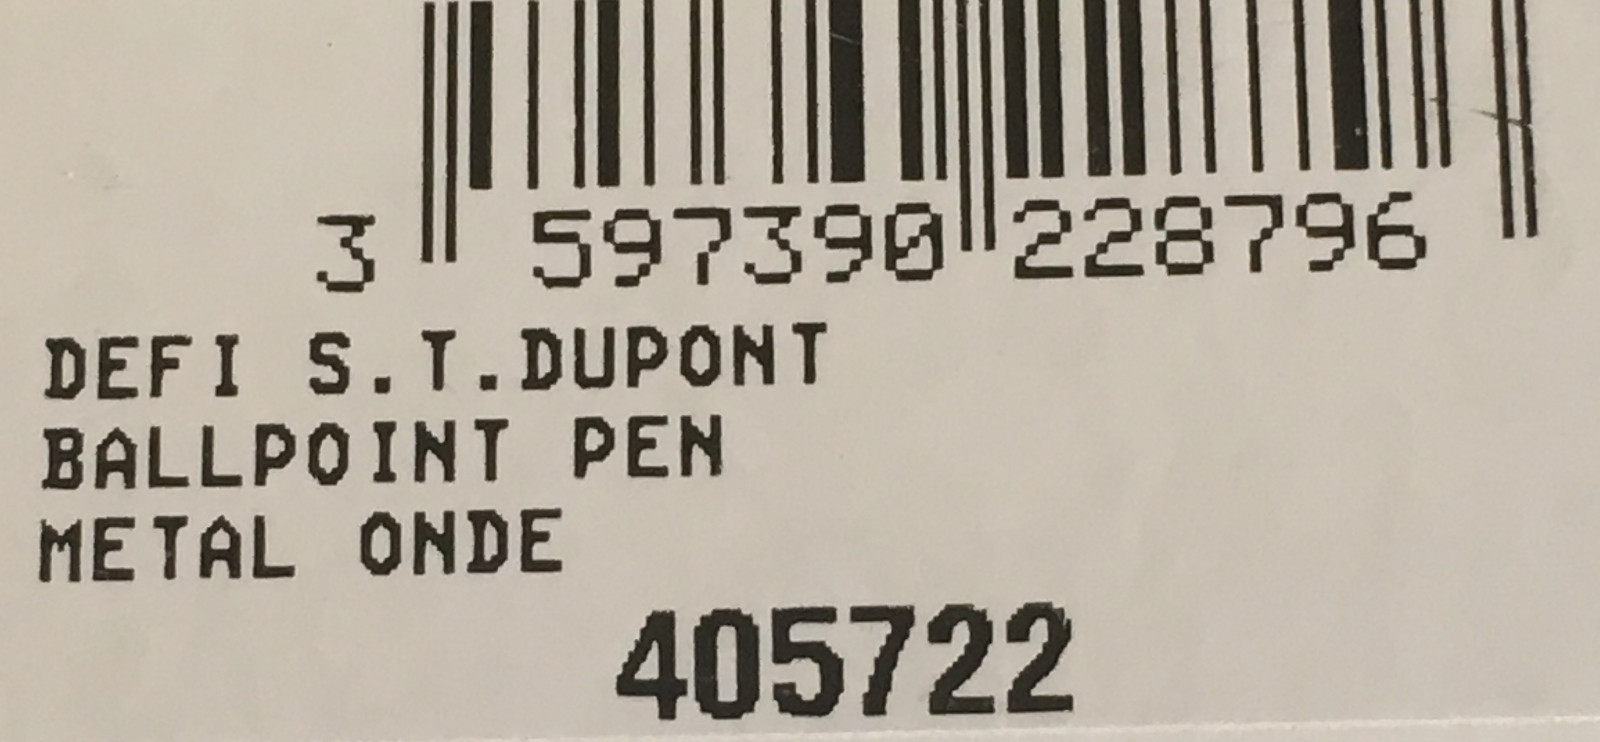 3 597390 228796
DEFI S.T.DUPONT
BALLPOINT PEN
METAL ONDE
405722